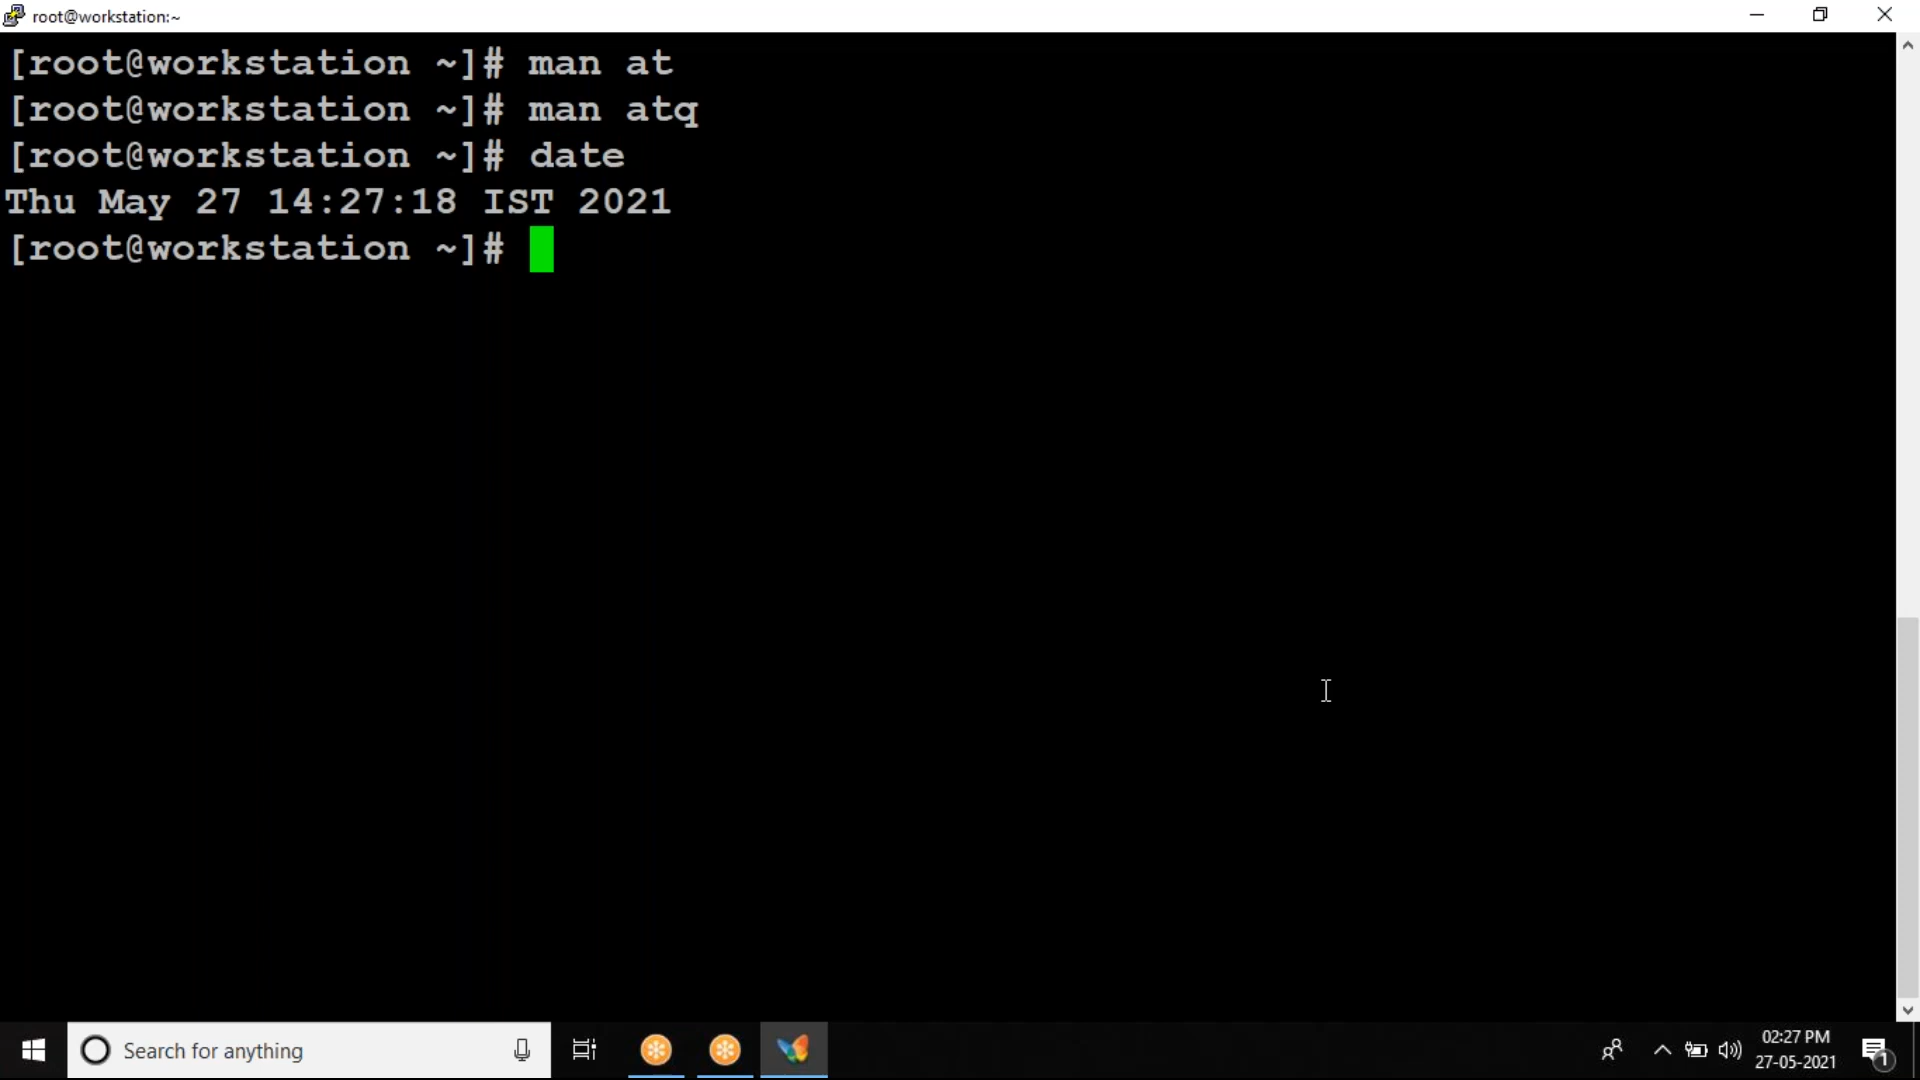 root@workstation:~
[root@workstation ~]# man at
[root@workstation ~]# man atq
[root@workstation ~]# date
Thu May 27 14:27:18 IST 2021
[root@workstation ~]#
Search for anything
02:27 PM
27-05-2021
1